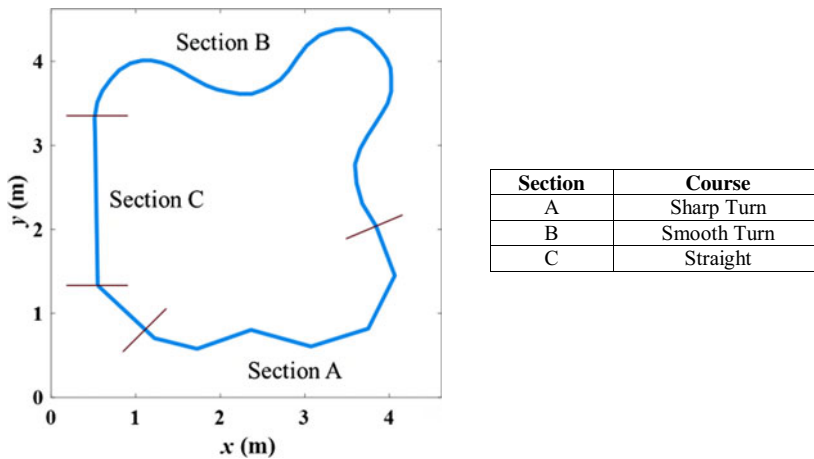 Section B
Section C
Section A
4
3
2
1
0
0 1 2 3 4
y (m)
x (m)
Section Course
A Sharp Turn
B Smooth Turn
C Straight